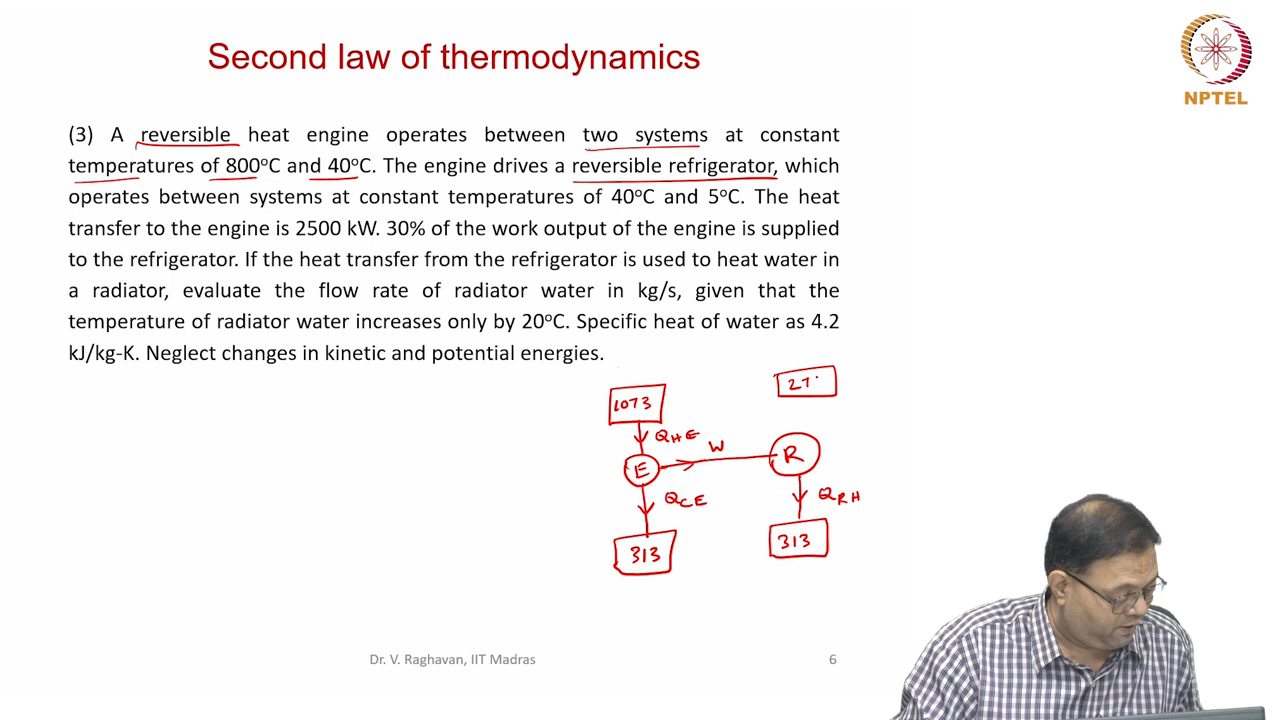 Second law of thermodynamics
NPTEL
(3) A reversible heat engine operates between two systems at constant
temperatures of 800°C and 40°C. The engine drives a reversible refrigerator, which
operates between systems at constant temperatures of 40°C and 5°C. The heat
transfer to the engine is 2500 kW. 30% of the work output of the engine is supplied
to the refrigerator. If the heat transfer from the refrigerator is used to heat water in
a radiator, evaluate the flow rate of radiator water in kg/s, given that the
temperature of radiator water increases only by 20°C. Specific heat of water as 4.2
kJ/kg-K. Neglect changes in kinetic and potential energies.
1073
27
QHE
W
E
R
QCE
QRH
313
313
Dr. V. Raghavan, IIT Madras
6